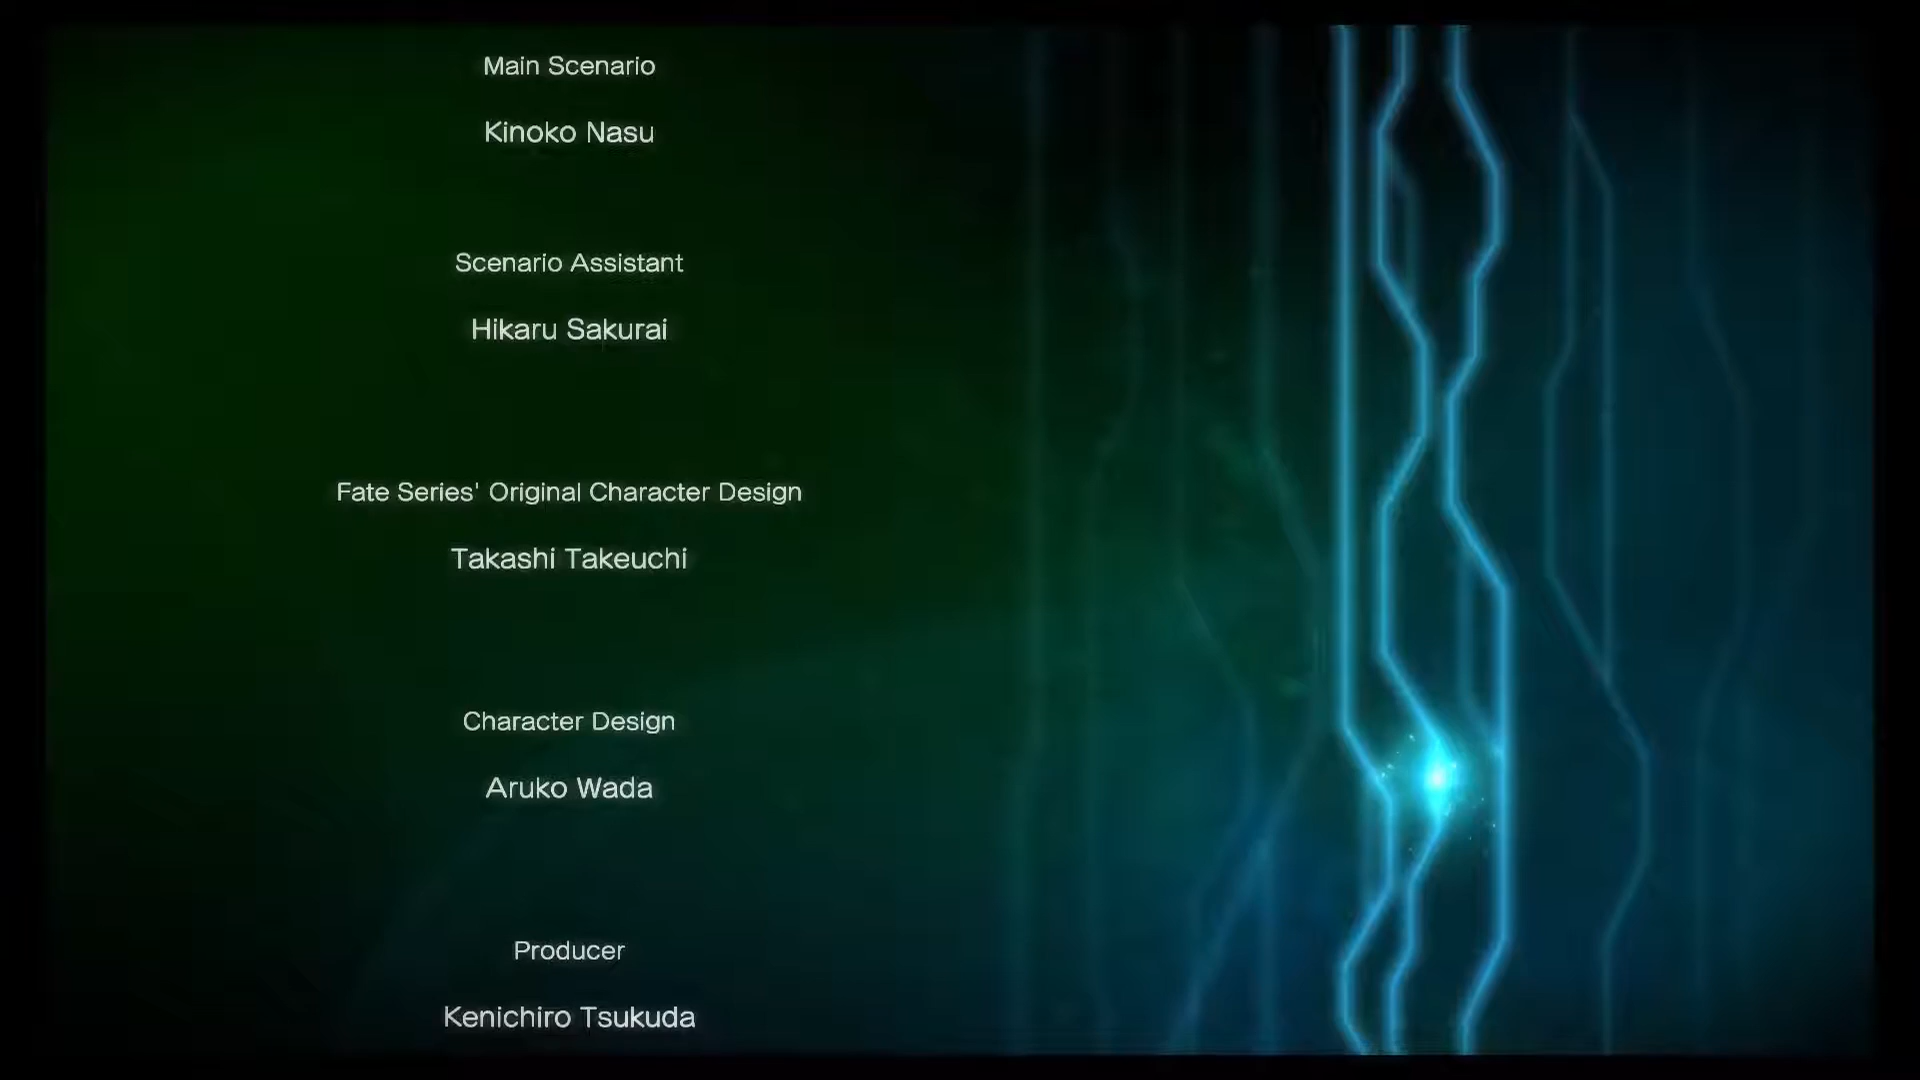 Main Scenario
Kinoko Nasu
Scenario Assistant
Hikaru Sakurai
Fate Series' Original Character Design
Takashi Takeuchi
Character Design
Aruko Wada
Producer
Kenichiro Tsukuda